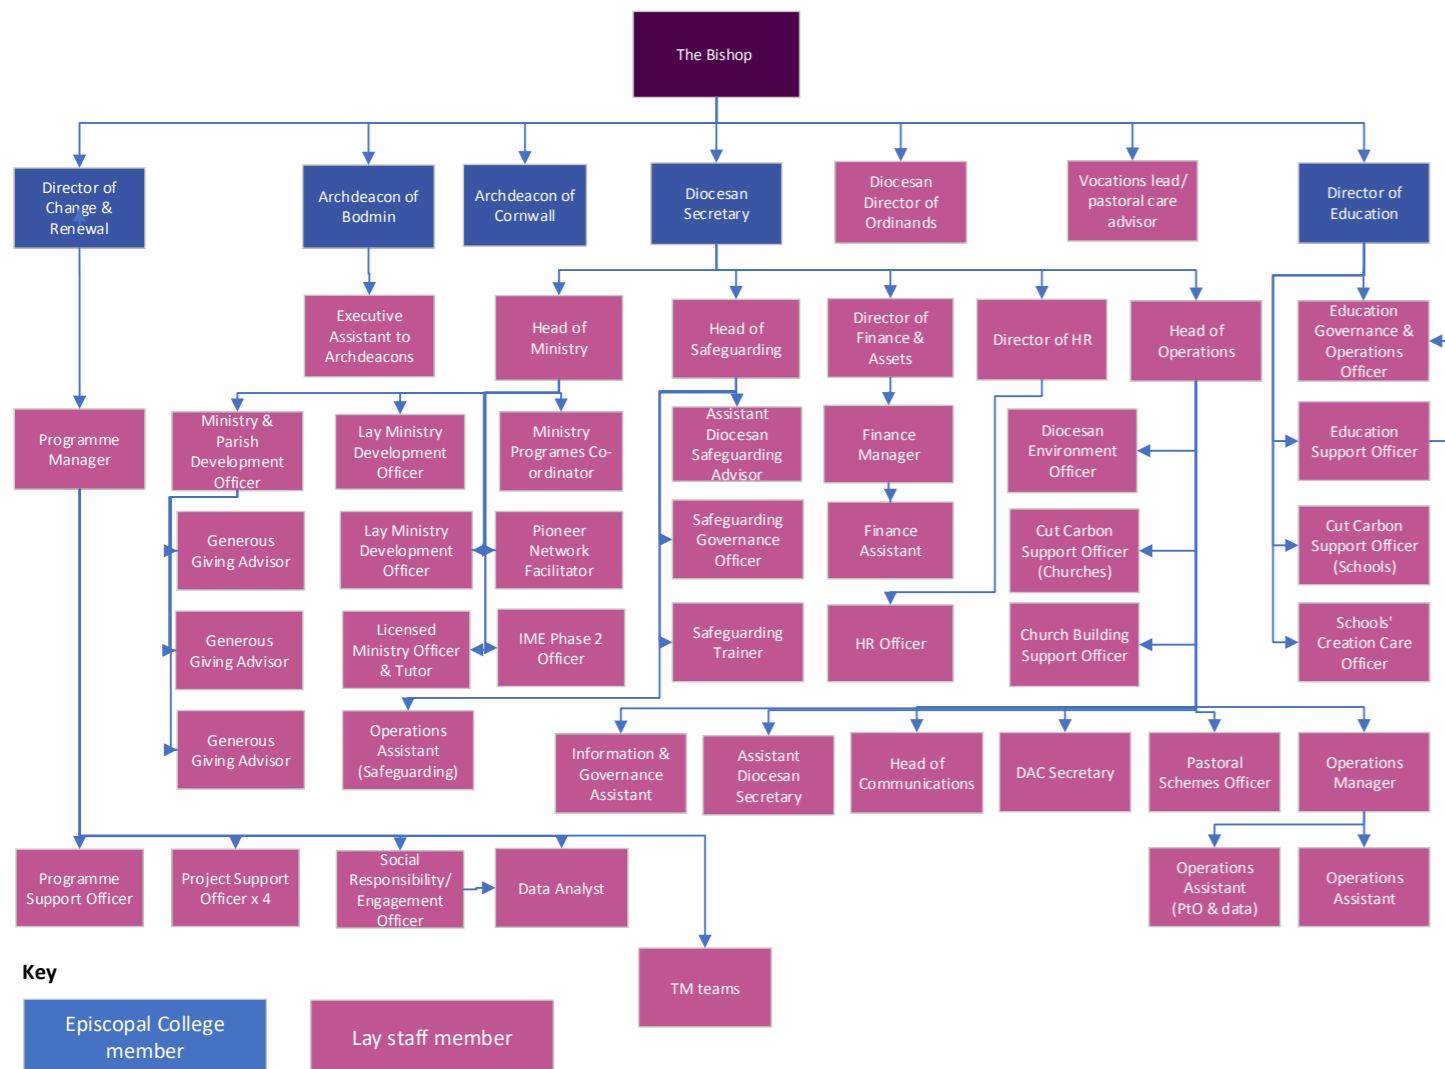 The Bishop
Director of
Change &
Renewal
Archdeacon of
Bodmin
Archdeacon of
Cornwall
Diocesan
Secretary
Diocesan
Director of
Ordinands
Vocations lead/
pastoral care
advisor
Director of
Education
Executive
Assistant to
Archdeacons
Head of
Ministry
Head of
Safeguarding
Director of
Finance &
Assets
Director of HR
Head of
Operations
Education
Governance &
Operations
Officer
Programme
Manager
Ministry &
Parish
Development
Officer
Lay Ministry
Development
Officer
Ministry
Programes Co-
ordinator
Assistant
Diocesan
Safeguarding
Advisor
Finance
Manager
Diocesan
Environment
Officer
Education
Support Officer
Generous
Giving Advisor
Lay Ministry
Development
Officer
Pioneer
Network
Facilitator
Safeguarding
Governance
Officer
Finance
Assistant
Cut Carbon
Support Officer
(Churches)
Cut Carbon
Support Officer
(Schools)
Generous
Giving Advisor
Licensed
Ministry Officer
& Tutor
IME Phase 2
Officer
Safeguarding
Trainer
HR Officer
Church Building
Support Officer
Schools'
Creation Care
Officer
Generous
Giving Advisor
Operations
Assistant
(Safeguarding)
Information &
Governance
Assistant
Assistant
Diocesan
Secretary
Head of
Communications
DAC Secretary
Pastoral
Schemes Officer
Operations
Manager
Programme
Support Officer
Project Support
Officer x 4
Social
Responsibility/
Engagement
Officer
Data Analyst
Operations
Assistant
(PtO & data)
Operations
Assistant
TM teams
Key
Episcopal College
member
Lay staff member